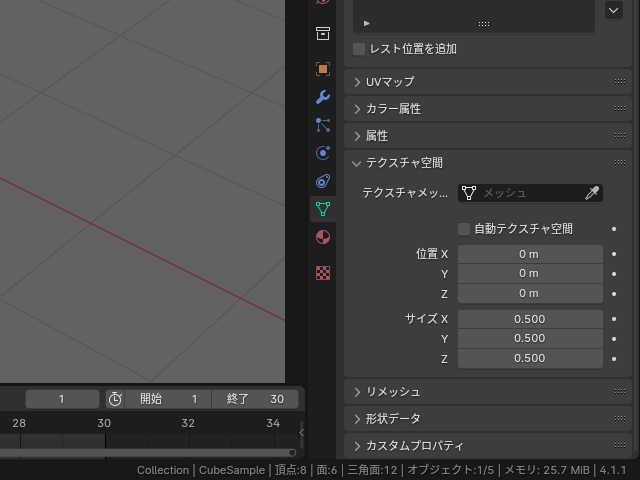 レスト位置を追加
UVマップ
カラー属性
属性
テクスチャ空間
テクスチャメッ... メッシュ
自動テクスチャ空間
位置 X 0 m
Y 0 m
Z 0 m
サイズ X 0.500
Y 0.500
Z 0.500
リメッシュ
形状データ
カスタムプロパティ
1 開始 1 終了 30
28 30 32 34
Collection | CubeSample | 頂点:8 | 面:6 | 三角面:12 | オブジェクト:1/5 | メモリ: 25.7 MiB | 4.1.1